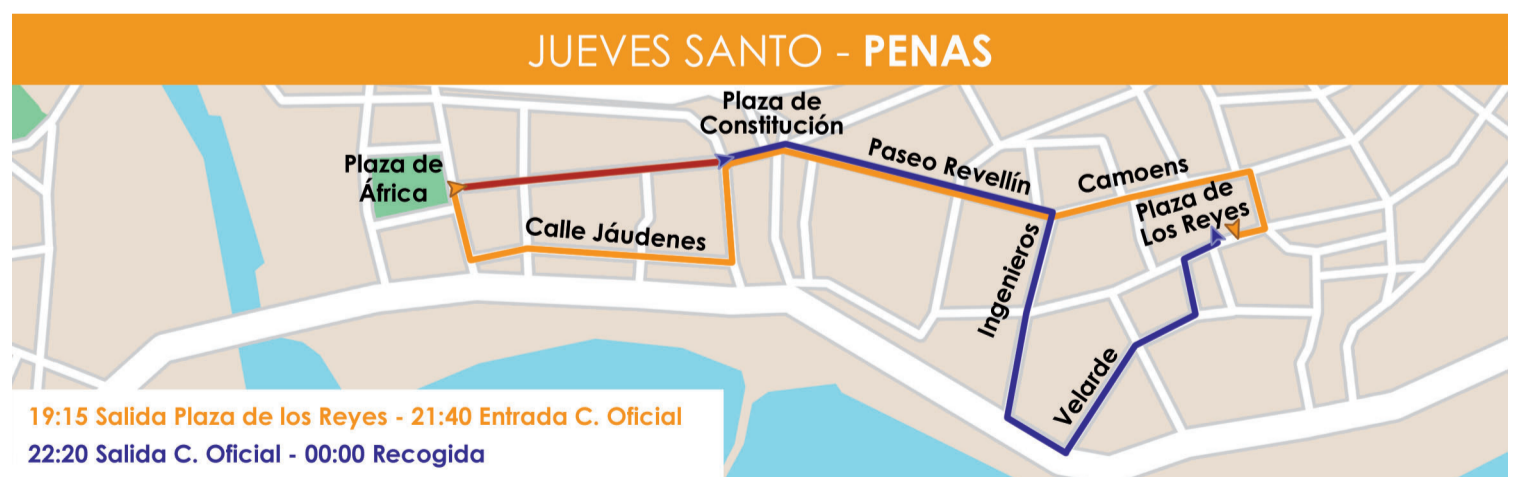 JUEVES SANTO - PENAS
Plaza de
Constitución
Plaza de
África
Paseo Revellín
Camoens
Plaza de
Los Reyes
Calle Jáudenes
Ingenieros
Velarde
19:15 Salida Plaza de los Reyes - 21:40 Entrada C. Oficial
22:20 Salida C. Oficial - 00:00 Recogida